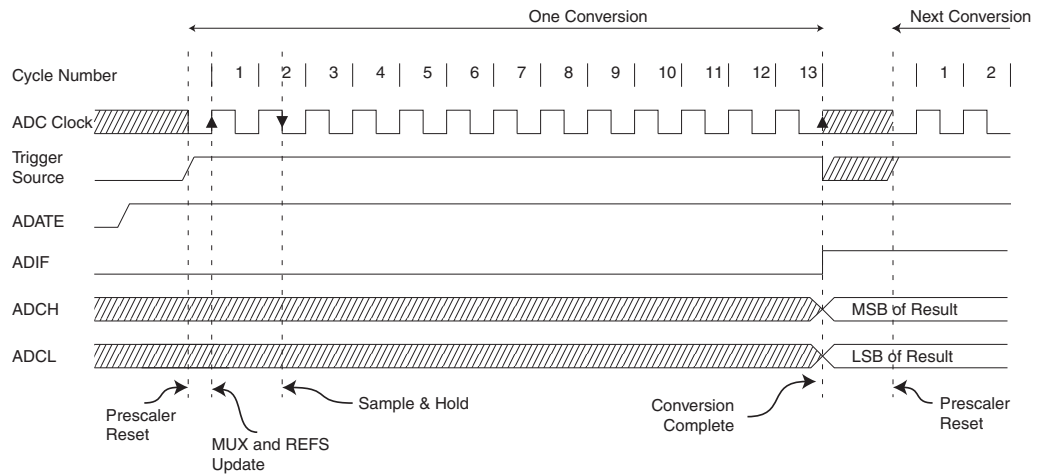 One Conversion
Next Conversion
Cycle Number
1 2 3 4 5 6 7 8 9 10 11 12 13 1 2
ADC Clock
Trigger
Source
ADATE
ADIF
ADCH
MSB of Result
ADCL
LSB of Result
Prescaler
Reset
MUX and REFS
Update
Sample & Hold
Conversion
Complete
Prescaler
Reset